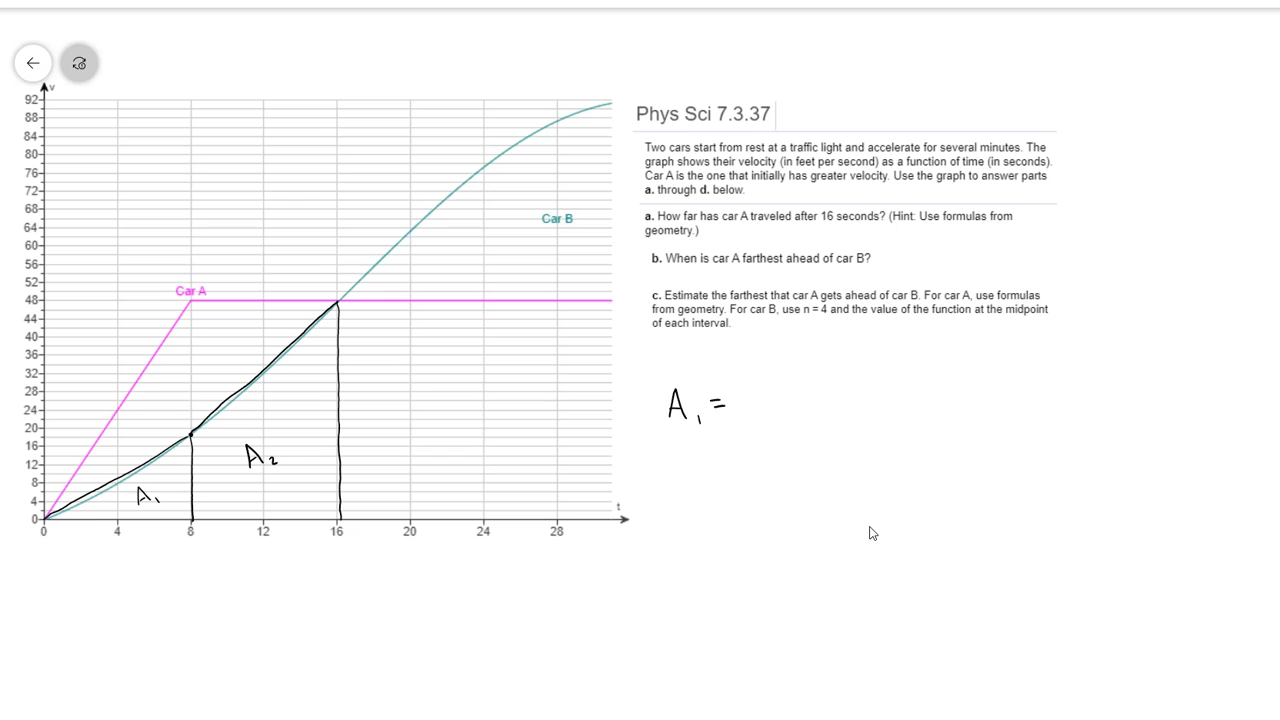 v
92
88
84
80
76
72
68
64
60
56
52
48
44
40
36
32
28
24
20
16
12
8
4
0
0 4 8 12 16 20 24 28
t
Car A
Car B
A₁
A₂
Phys Sci 7.3.37
Two cars start from rest at a traffic light and accelerate for several minutes. The
graph shows their velocity (in feet per second) as a function of time (in seconds).
Car A is the one that initially has greater velocity. Use the graph to answer parts
a. through d. below.
a. How far has car A traveled after 16 seconds? (Hint: Use formulas from
geometry.)
b. When is car A farthest ahead of car B?
c. Estimate the farthest that car A gets ahead of car B. For car A, use formulas
from geometry. For car B, use n = 4 and the value of the function at the midpoint
of each interval.
A₁ =